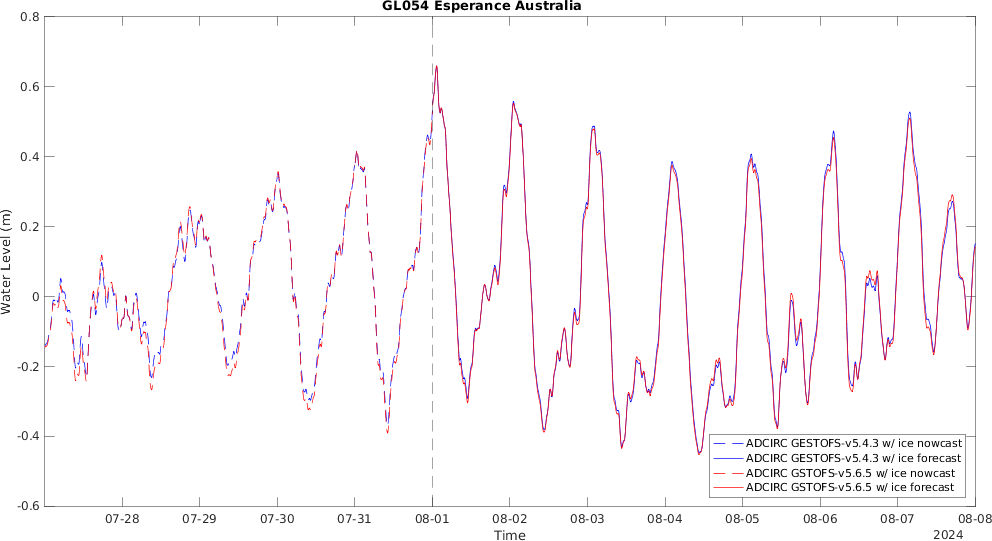 GL054 Esperance Australia
Water Level (m)
0.8
0.6
0.4
0.2
0
-0.2
-0.4
-0.6
ADCIRC GESTOFS-v5.4.3 w/ ice nowcast
ADCIRC GESTOFS-v5.4.3 w/ ice forecast
ADCIRC GSTOFS-v5.6.5 w/ ice nowcast
ADCIRC GSTOFS-v5.6.5 w/ ice forecast
07-28 07-29 07-30 07-31 08-01 08-02 08-03 08-04 08-05 08-06 08-07 08-08
Time
2024